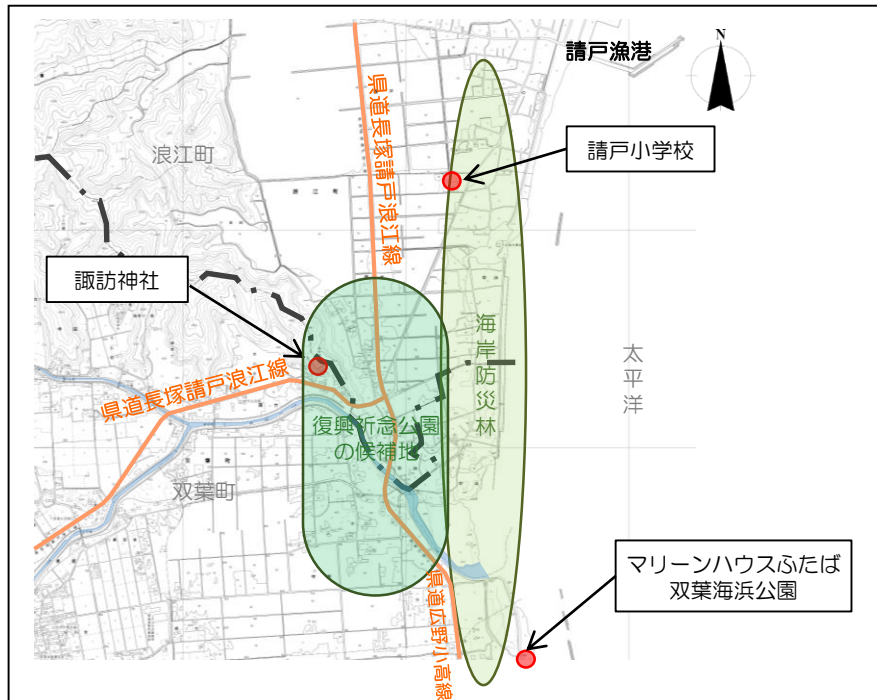 請戸漁港
N
県道長塚請戸浪江線
浪江町
請戸小学校
諏訪神社
海岸防災林
太平洋
県道長塚請戸浪江線
復興祈念公園
の候補地
双葉町
マリーンハウスふたば
双葉海浜公園
県道広野小高線